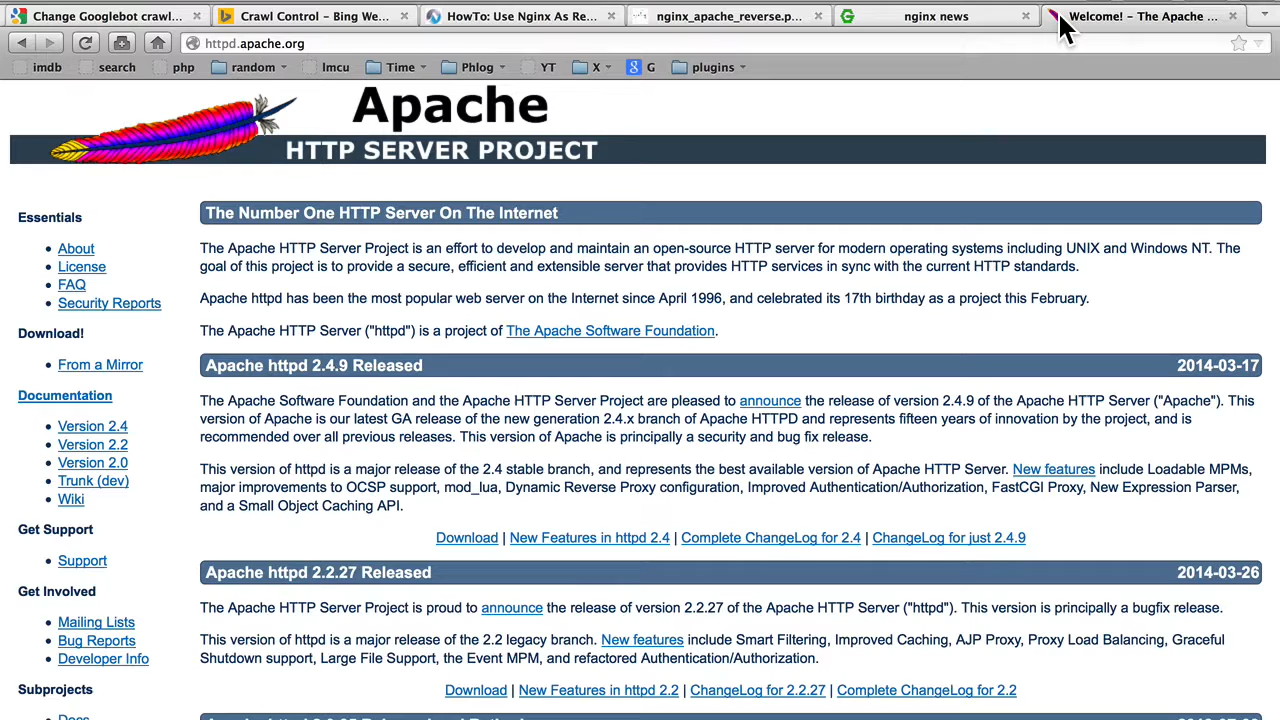 Change Googlebot crawl...
Crawl Control - Bing We...
HowTo: Use Nginx As Re...
nginx_apache_reverse.p...
nginx news
Welcome! - The Apache ...
httpd.apache.org
imdb
search
php
random
Imcu
Time
Phlog
YT
X
G
plugins
Apache
HTTP SERVER PROJECT
Essentials
About
License
FAQ
Security Reports
Download!
From a Mirror
Documentation
Version 2.4
Version 2.2
Version 2.0
Trunk (dev)
Wiki
Get Support
Support
Get Involved
Mailing Lists
Bug Reports
Developer Info
Subprojects
The Number One HTTP Server On The Internet
The Apache HTTP Server Project is an effort to develop and maintain an open-source HTTP server for modern operating systems including UNIX and Windows NT. The
goal of this project is to provide a secure, efficient and extensible server that provides HTTP services in sync with the current HTTP standards.
Apache httpd has been the most popular web server on the Internet since April 1996, and celebrated its 17th birthday as a project this February.
The Apache HTTP Server ("httpd") is a project of The Apache Software Foundation.
Apache httpd 2.4.9 Released 2014-03-17
The Apache Software Foundation and the Apache HTTP Server Project are pleased to announce the release of version 2.4.9 of the Apache HTTP Server ("Apache"). This
version of Apache is our latest GA release of the new generation 2.4.x branch of Apache HTTPD and represents fifteen years of innovation by the project, and is
recommended over all previous releases. This version of Apache is principally a security and bug fix release.
This version of httpd is a major release of the 2.4 stable branch, and represents the best available version of Apache HTTP Server. New features include Loadable MPMs,
major improvements to OCSP support, mod_lua, Dynamic Reverse Proxy configuration, Improved Authentication/Authorization, FastCGI Proxy, New Expression Parser,
and a Small Object Caching API.
Download | New Features in httpd 2.4 | Complete ChangeLog for 2.4 | ChangeLog for just 2.4.9
Apache httpd 2.2.27 Released 2014-03-26
The Apache HTTP Server Project is proud to announce the release of version 2.2.27 of the Apache HTTP Server ("httpd"). This version is principally a bugfix release.
This version of httpd is a major release of the 2.2 legacy branch. New features include Smart Filtering, Improved Caching, AJP Proxy, Proxy Load Balancing, Graceful
Shutdown support, Large File Support, the Event MPM, and refactored Authentication/Authorization.
Download | New Features in httpd 2.2 | ChangeLog for 2.2.27 | Complete ChangeLog for 2.2